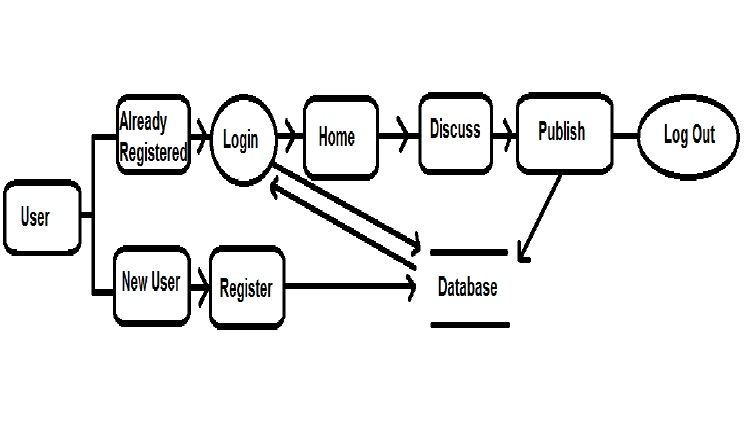 Already
Registered
Login
Home
Discuss
Publish
Log Out
User
New User
Register
Database